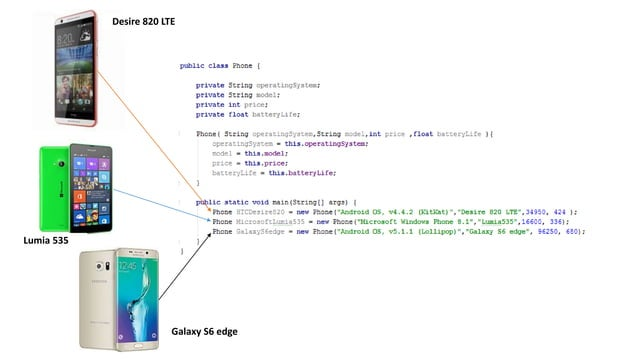 Desire 820 LTE
public class Phone {
private String operatingSystem;
private String model;
private int price;
private float batteryLife;
Phone( String operatingSystem,String model,int price ,float batteryLife ){
operatingSystem = this.operatingSystem;
model = this.model;
price = this.price;
batteryLife = this.batteryLife;
}
public static void main(String[] args) {
Phone HTCDesire820 = new Phone("Android OS, v4.4.2 (KitKat)","Desire 820 LTE",34950, 424 );
Phone MicrosoftLumia535 = new Phone("Microsoft Windows Phone 8.1","Lumia535",16600, 336);
Phone GalaxyS6edge = new Phone("Android OS, v5.1.1 (Lollipop)","Galaxy S6 edge", 96250, 680);
}
}
Lumia 535
Galaxy S6 edge
8:20
12:45